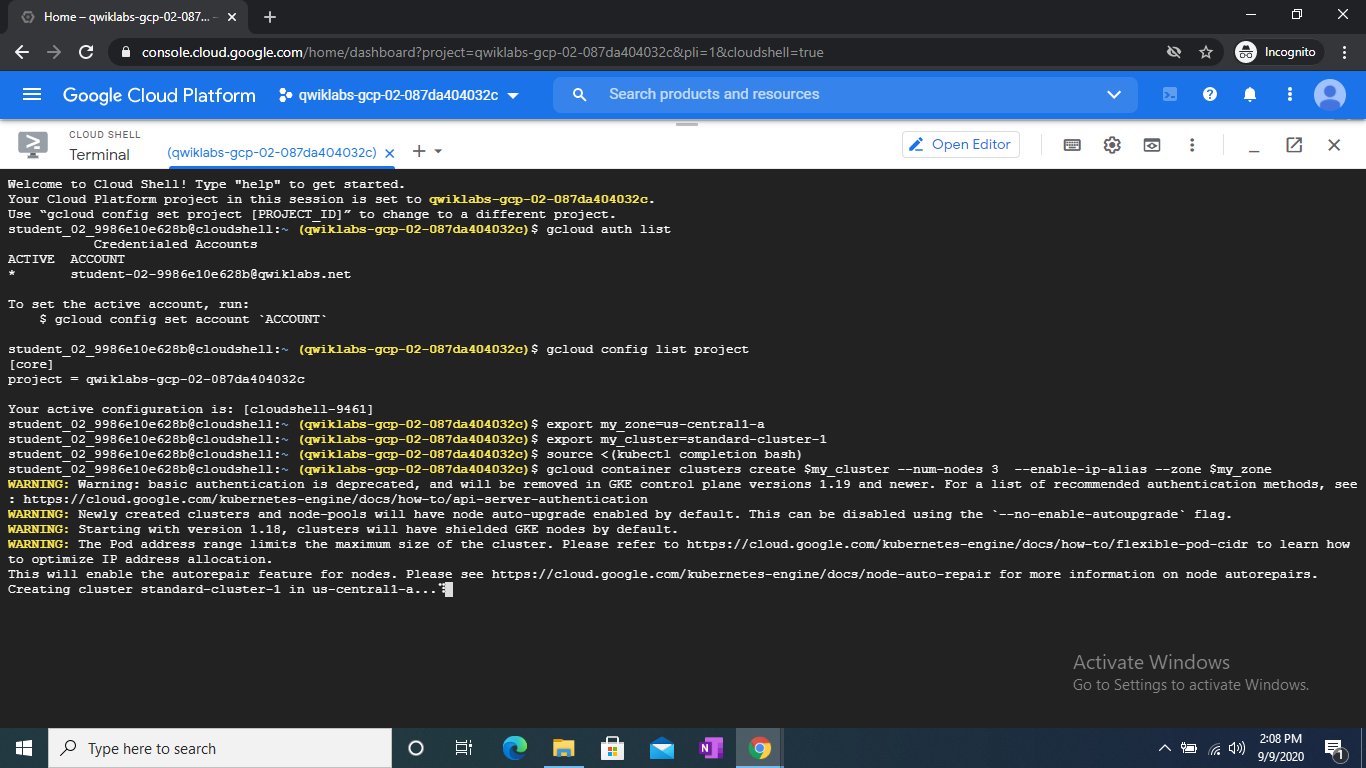 Home – qwiklabs-gcp-02-087...
console.cloud.google.com/home/dashboard?project=qwiklabs-gcp-02-087da404032c&pli=1&cloudshell=true
Incognito
Google Cloud Platform
qwiklabs-gcp-02-087da404032c
Search products and resources
CLOUD SHELL
Terminal
(qwiklabs-gcp-02-087da404032c)
Open Editor
Welcome to Cloud Shell! Type "help" to get started.
Your Cloud Platform project in this session is set to qwiklabs-gcp-02-087da404032c.
Use “gcloud config set project [PROJECT_ID]” to change to a different project.
student_02_9986e10e628b@cloudshell:~ (qwiklabs-gcp-02-087da404032c)$ gcloud auth list
Credentialed Accounts
ACTIVE  ACCOUNT
*       student-02-9986e10e628b@qwiklabs.net
To set the active account, run:
$ gcloud config set account `ACCOUNT`
student_02_9986e10e628b@cloudshell:~ (qwiklabs-gcp-02-087da404032c)$ gcloud config list project
[core]
project = qwiklabs-gcp-02-087da404032c
Your active configuration is: [cloudshell-9461]
student_02_9986e10e628b@cloudshell:~ (qwiklabs-gcp-02-087da404032c)$ export my_zone=us-central1-a
student_02_9986e10e628b@cloudshell:~ (qwiklabs-gcp-02-087da404032c)$ export my_cluster=standard-cluster-1
student_02_9986e10e628b@cloudshell:~ (qwiklabs-gcp-02-087da404032c)$ source <(kubectl completion bash)
student_02_9986e10e628b@cloudshell:~ (qwiklabs-gcp-02-087da404032c)$ gcloud container clusters create $my_cluster --num-nodes 3  --enable-ip-alias --zone $my_zone
WARNING: Warning: basic authentication is deprecated, and will be removed in GKE control plane versions 1.19 and newer. For a list of recommended authentication methods, see
: https://cloud.google.com/kubernetes-engine/docs/how-to/api-server-authentication
WARNING: Newly created clusters and node-pools will have node auto-upgrade enabled by default. This can be disabled using the `--no-enable-autoupgrade` flag.
WARNING: Starting with version 1.18, clusters will have shielded GKE nodes by default.
WARNING: The Pod address range limits the maximum size of the cluster. Please refer to https://cloud.google.com/kubernetes-engine/docs/how-to/flexible-pod-cidr to learn how
to optimize IP address allocation.
This will enable the autorepair feature for nodes. Please see https://cloud.google.com/kubernetes-engine/docs/node-auto-repair for more information on node autorepairs.
Creating cluster standard-cluster-1 in us-central1-a...
Activate Windows
Go to Settings to activate Windows.
Type here to search
2:08 PM
9/9/2020
1